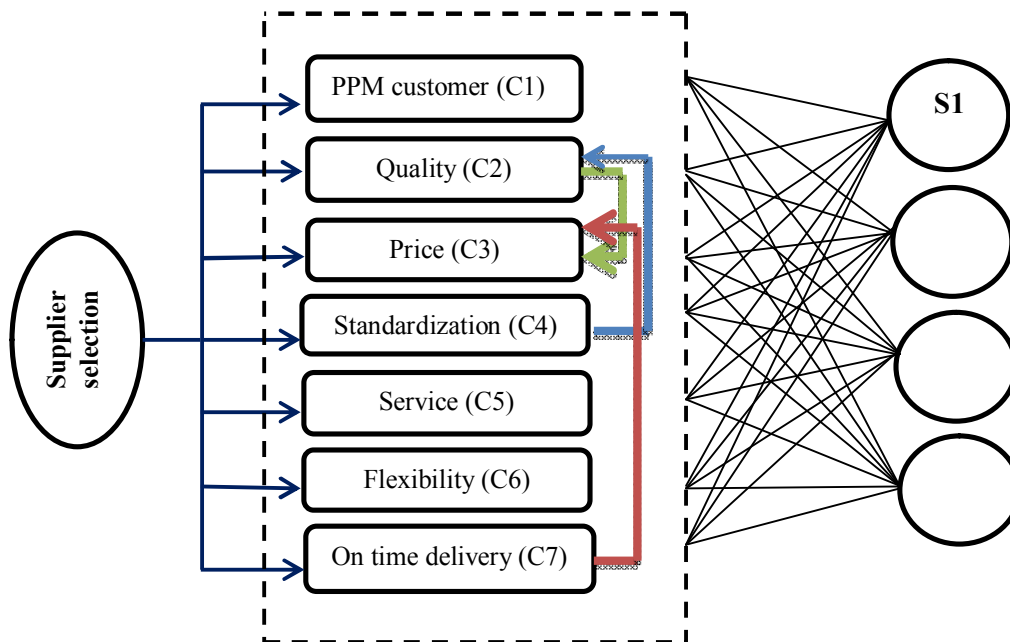 Supplier
selection
PPM customer (C1)
Quality (C2)
Price (C3)
Standardization (C4)
Service (C5)
Flexibility (C6)
On time delivery (C7)
S1